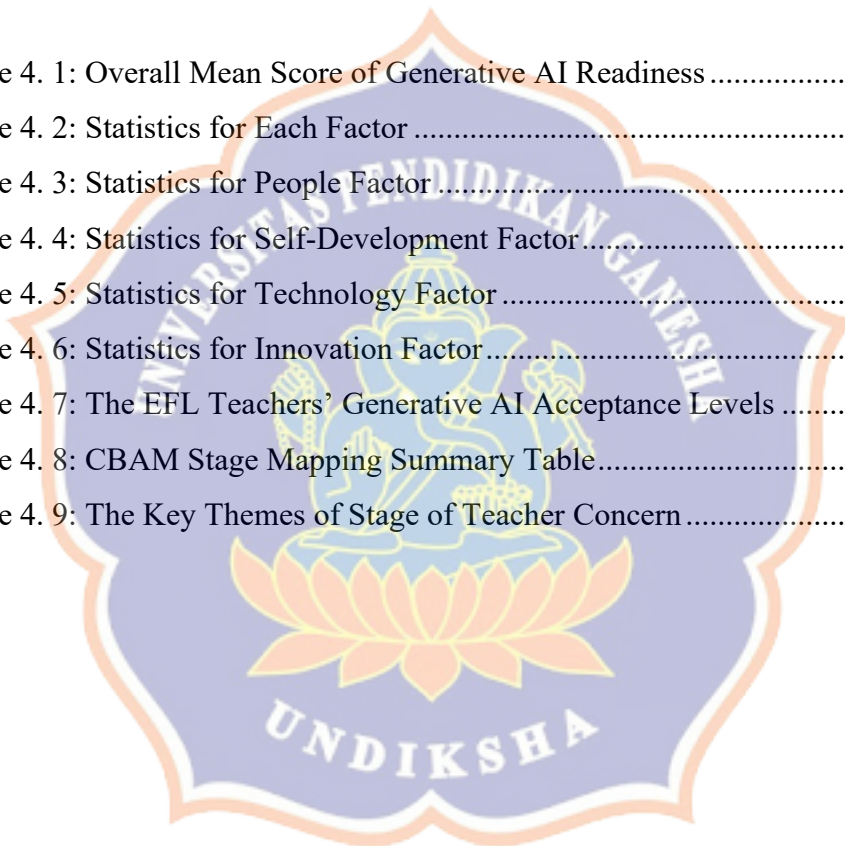 e 4. 1: Overall Mean Score of Generative AI Readiness ................
e 4. 2: Statistics for Each Factor ....................................................
e 4. 3: Statistics for People Factor .................................................
e 4. 4: Statistics for Self-Development Factor ................................
e 4. 5: Statistics for Technology Factor .........................................
e 4. 6: Statistics for Innovation Factor ...........................................
e 4. 7: The EFL Teachers’ Generative AI Acceptance Levels ........
e 4. 8: CBAM Stage Mapping Summary Table ..............................
e 4. 9: The Key Themes of Stage of Teacher Concern ...................
UNIVERSITAS PENDIDIKAN GANESHA
UNDIKSHA